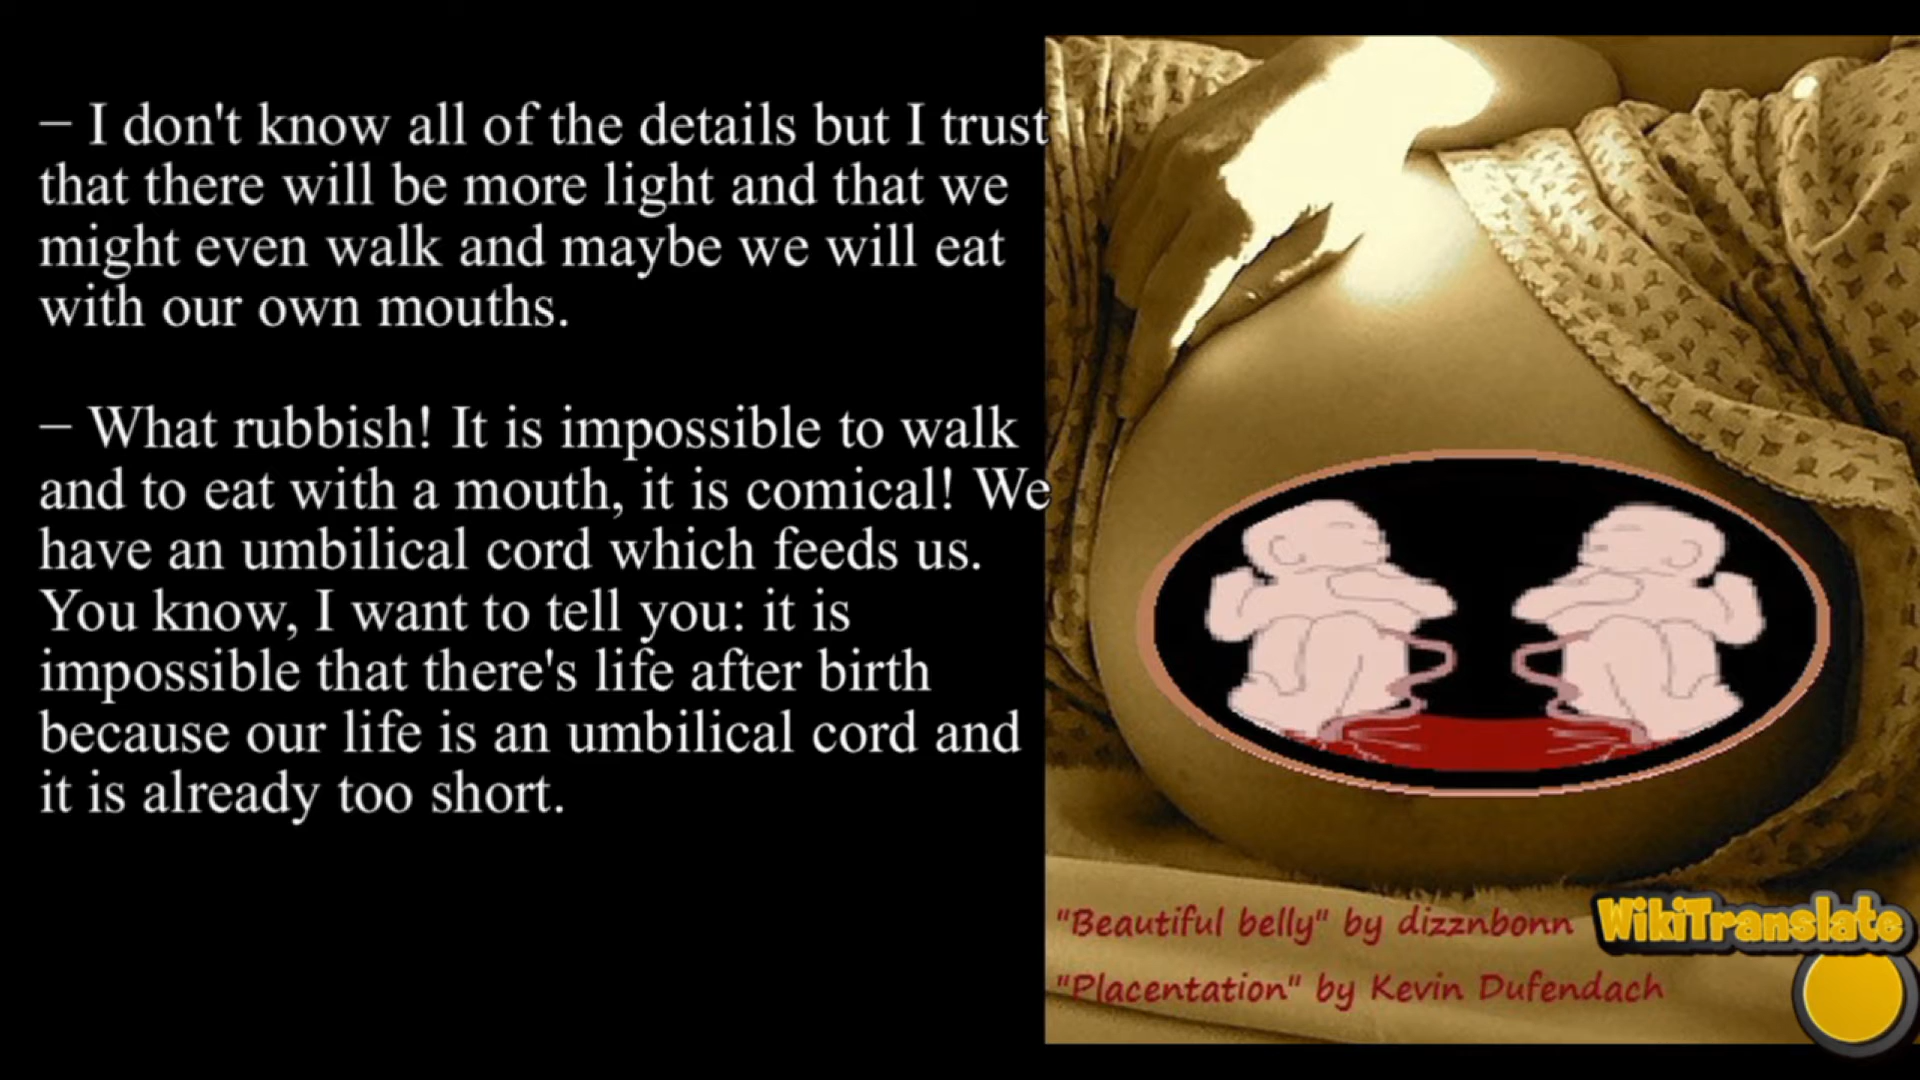 – I don't know all of the details but I trust
that there will be more light and that we
might even walk and maybe we will eat
with our own mouths.
– What rubbish! It is impossible to walk
and to eat with a mouth, it is comical! We
have an umbilical cord which feeds us.
You know, I want to tell you: it is
impossible that there's life after birth
because our life is an umbilical cord and
it is already too short.
"Beautiful belly" by dizznbonn
"Placentation" by Kevin Dufendach
WikiTranslate